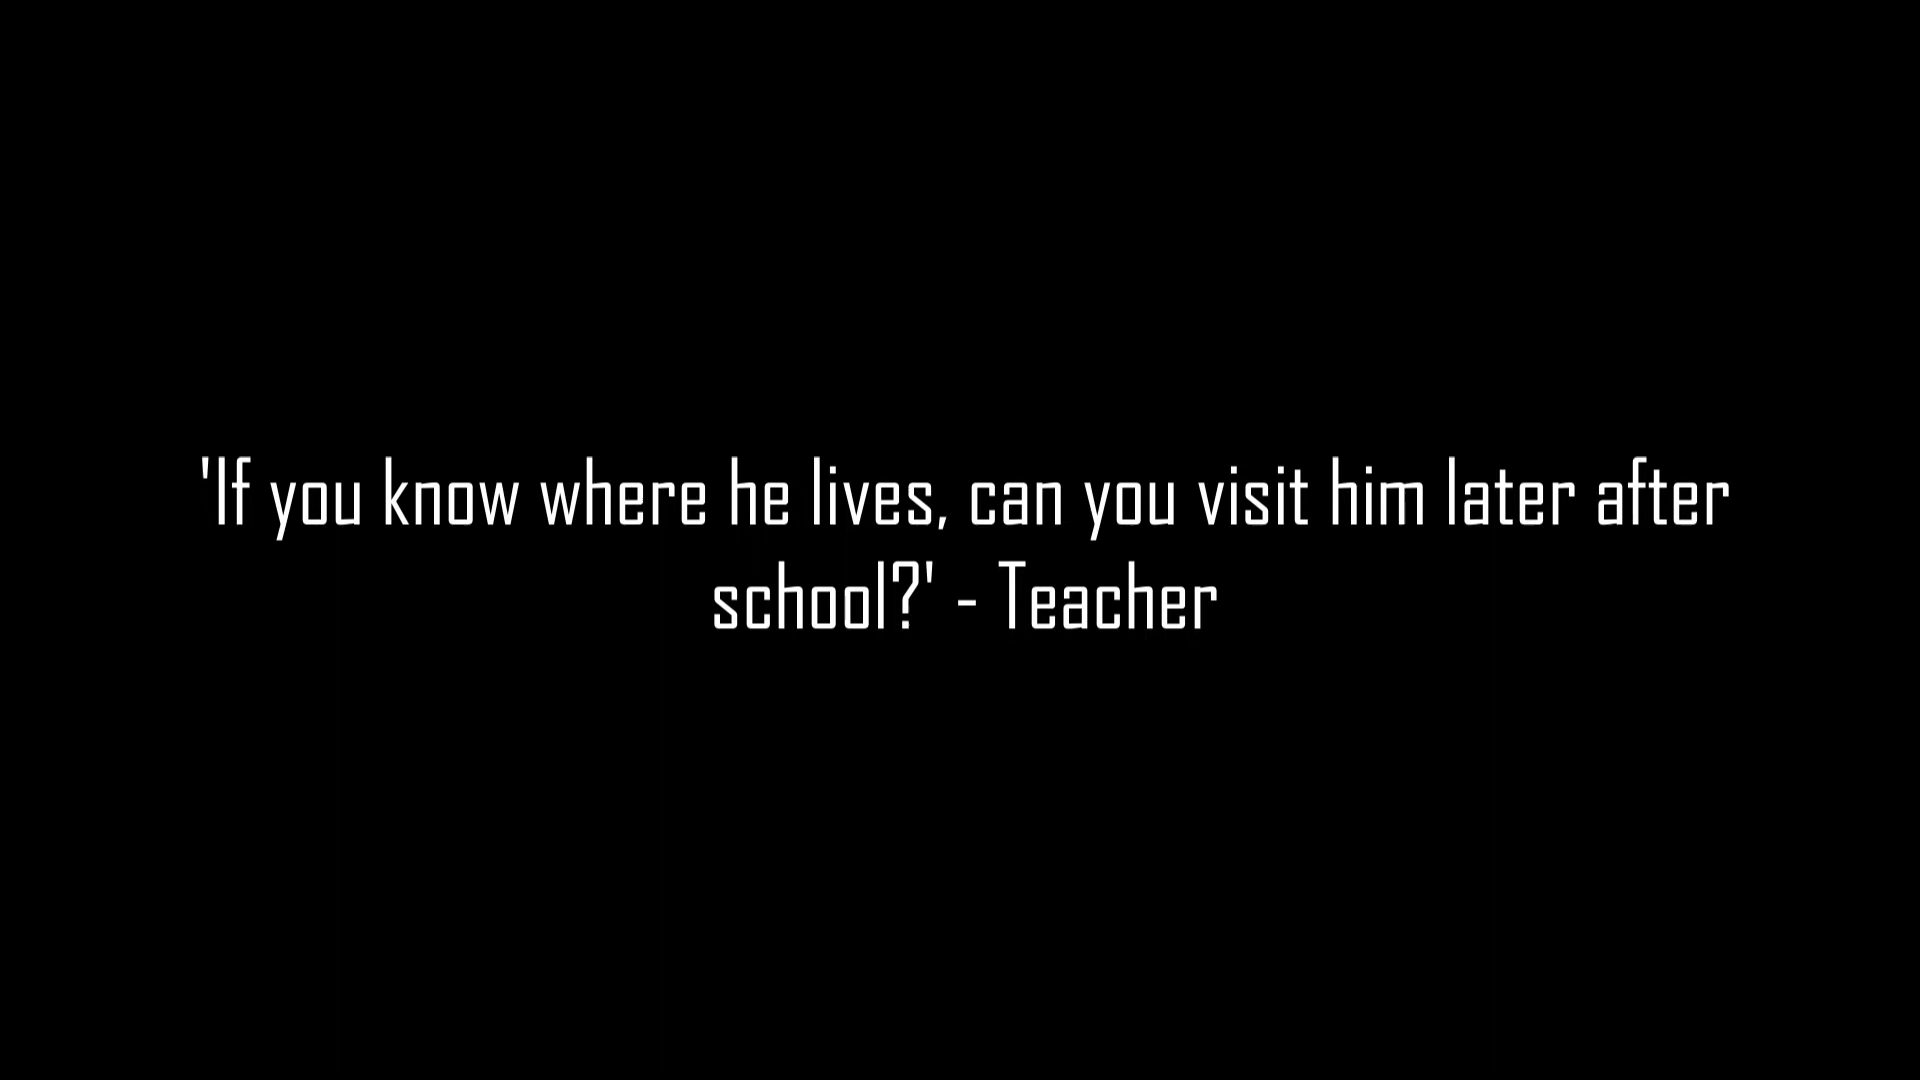 'If you know where he lives, can you visit him later after
school?' - Teacher